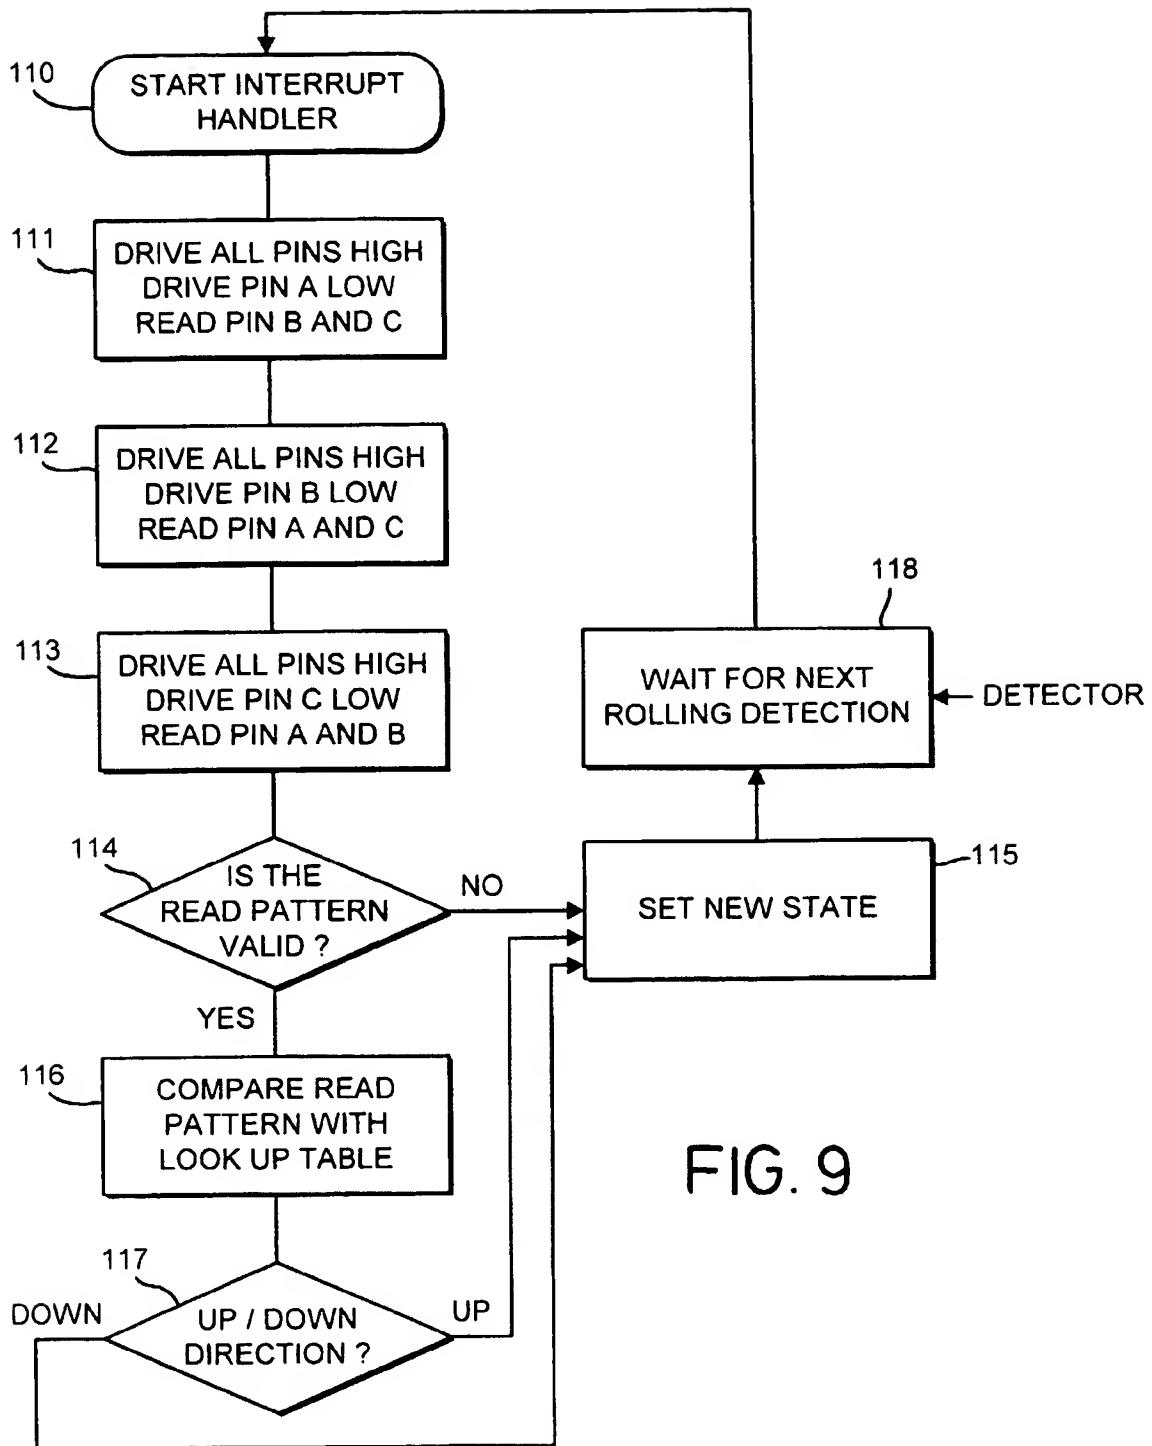 110
START INTERRUPT
HANDLER
111
DRIVE ALL PINS HIGH
DRIVE PIN A LOW
READ PIN B AND C
112
DRIVE ALL PINS HIGH
DRIVE PIN B LOW
READ PIN A AND C
113
DRIVE ALL PINS HIGH
DRIVE PIN C LOW
READ PIN A AND B
118
WAIT FOR NEXT
ROLLING DETECTION
DETECTOR
114
IS THE
READ PATTERN
VALID ?
NO
YES
115
SET NEW STATE
116
COMPARE READ
PATTERN WITH
LOOK UP TABLE
117
UP / DOWN
DIRECTION ?
DOWN
UP
FIG. 9